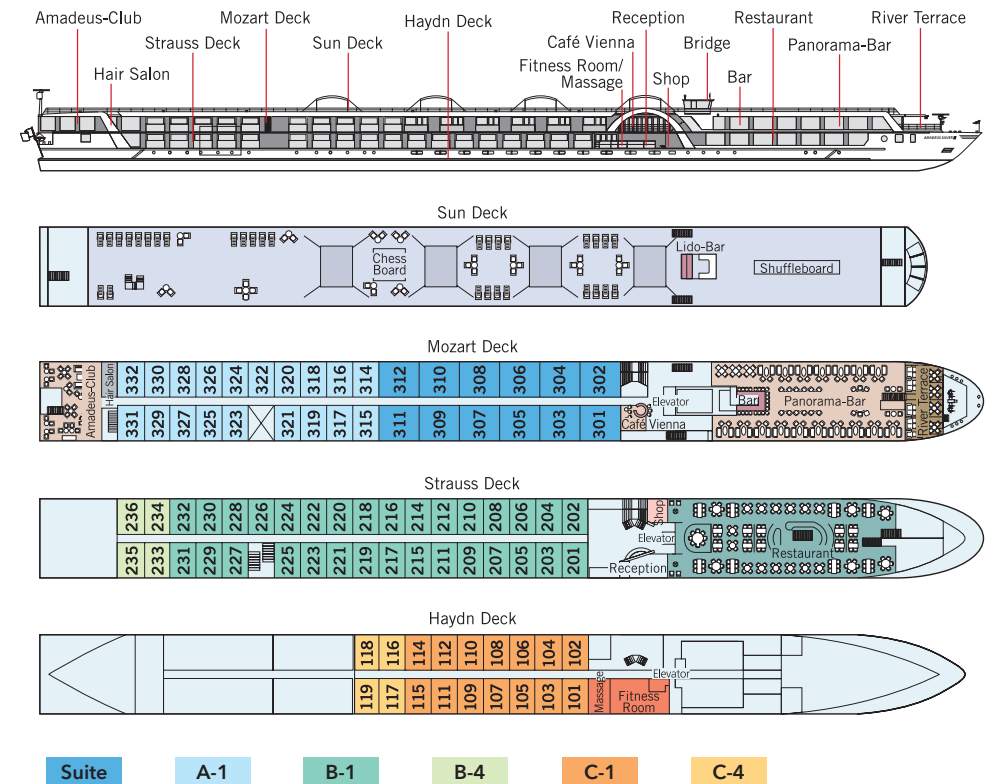 Amadeus-Club
Mozart Deck
Haydn Deck
Reception
Restaurant
River Terrace
Strauss Deck
Sun Deck
Café Vienna
Bridge
Panorama-Bar
Hair Salon
Fitness Room/
Massage
Shop
Bar
AMADEUS SILVER
Sun Deck
Chess
Board
Lido-Bar
Shuffleboard
Mozart Deck
Amadeus-Club
Hair Salon
332 330 328 326 324 322 320 318 316 314 312 310 308 306 304 302
331 329 327 325 323 321 319 317 315 311 309 307 305 303 301
Elevator
Café Vienna
Bar
Panorama-Bar
River Terrace
Strauss Deck
236 234 232 230 228 226 224 222 220 218 216 214 212 210 208 206 204 202
235 233 231 229 227 225 223 221 219 217 215 211 209 207 205 203 201
Shop
Elevator
Reception
Restaurant
Haydn Deck
118 116 114 112 110 108 106 104 102
119 117 115 111 109 107 105 103 101
Massage
Fitness
Room
Elevator
Suite
A-1
B-1
B-4
C-1
C-4